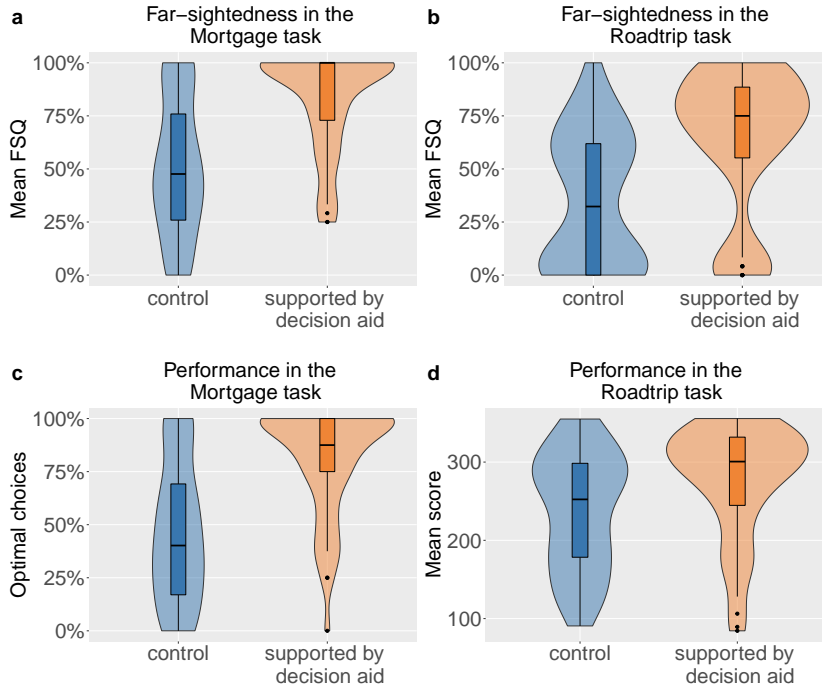 a
Far−sightedness in the
Mortgage task
Mean FSQ
100%
75%
50%
25%
0%
control
supported by
decision aid
b
Far−sightedness in the
Roadtrip task
Mean FSQ
100%
75%
50%
25%
0%
control
supported by
decision aid
c
Performance in the
Mortgage task
Optimal choices
100%
75%
50%
25%
0%
control
supported by
decision aid
d
Performance in the
Roadtrip task
Mean score
300
200
100
control
supported by
decision aid